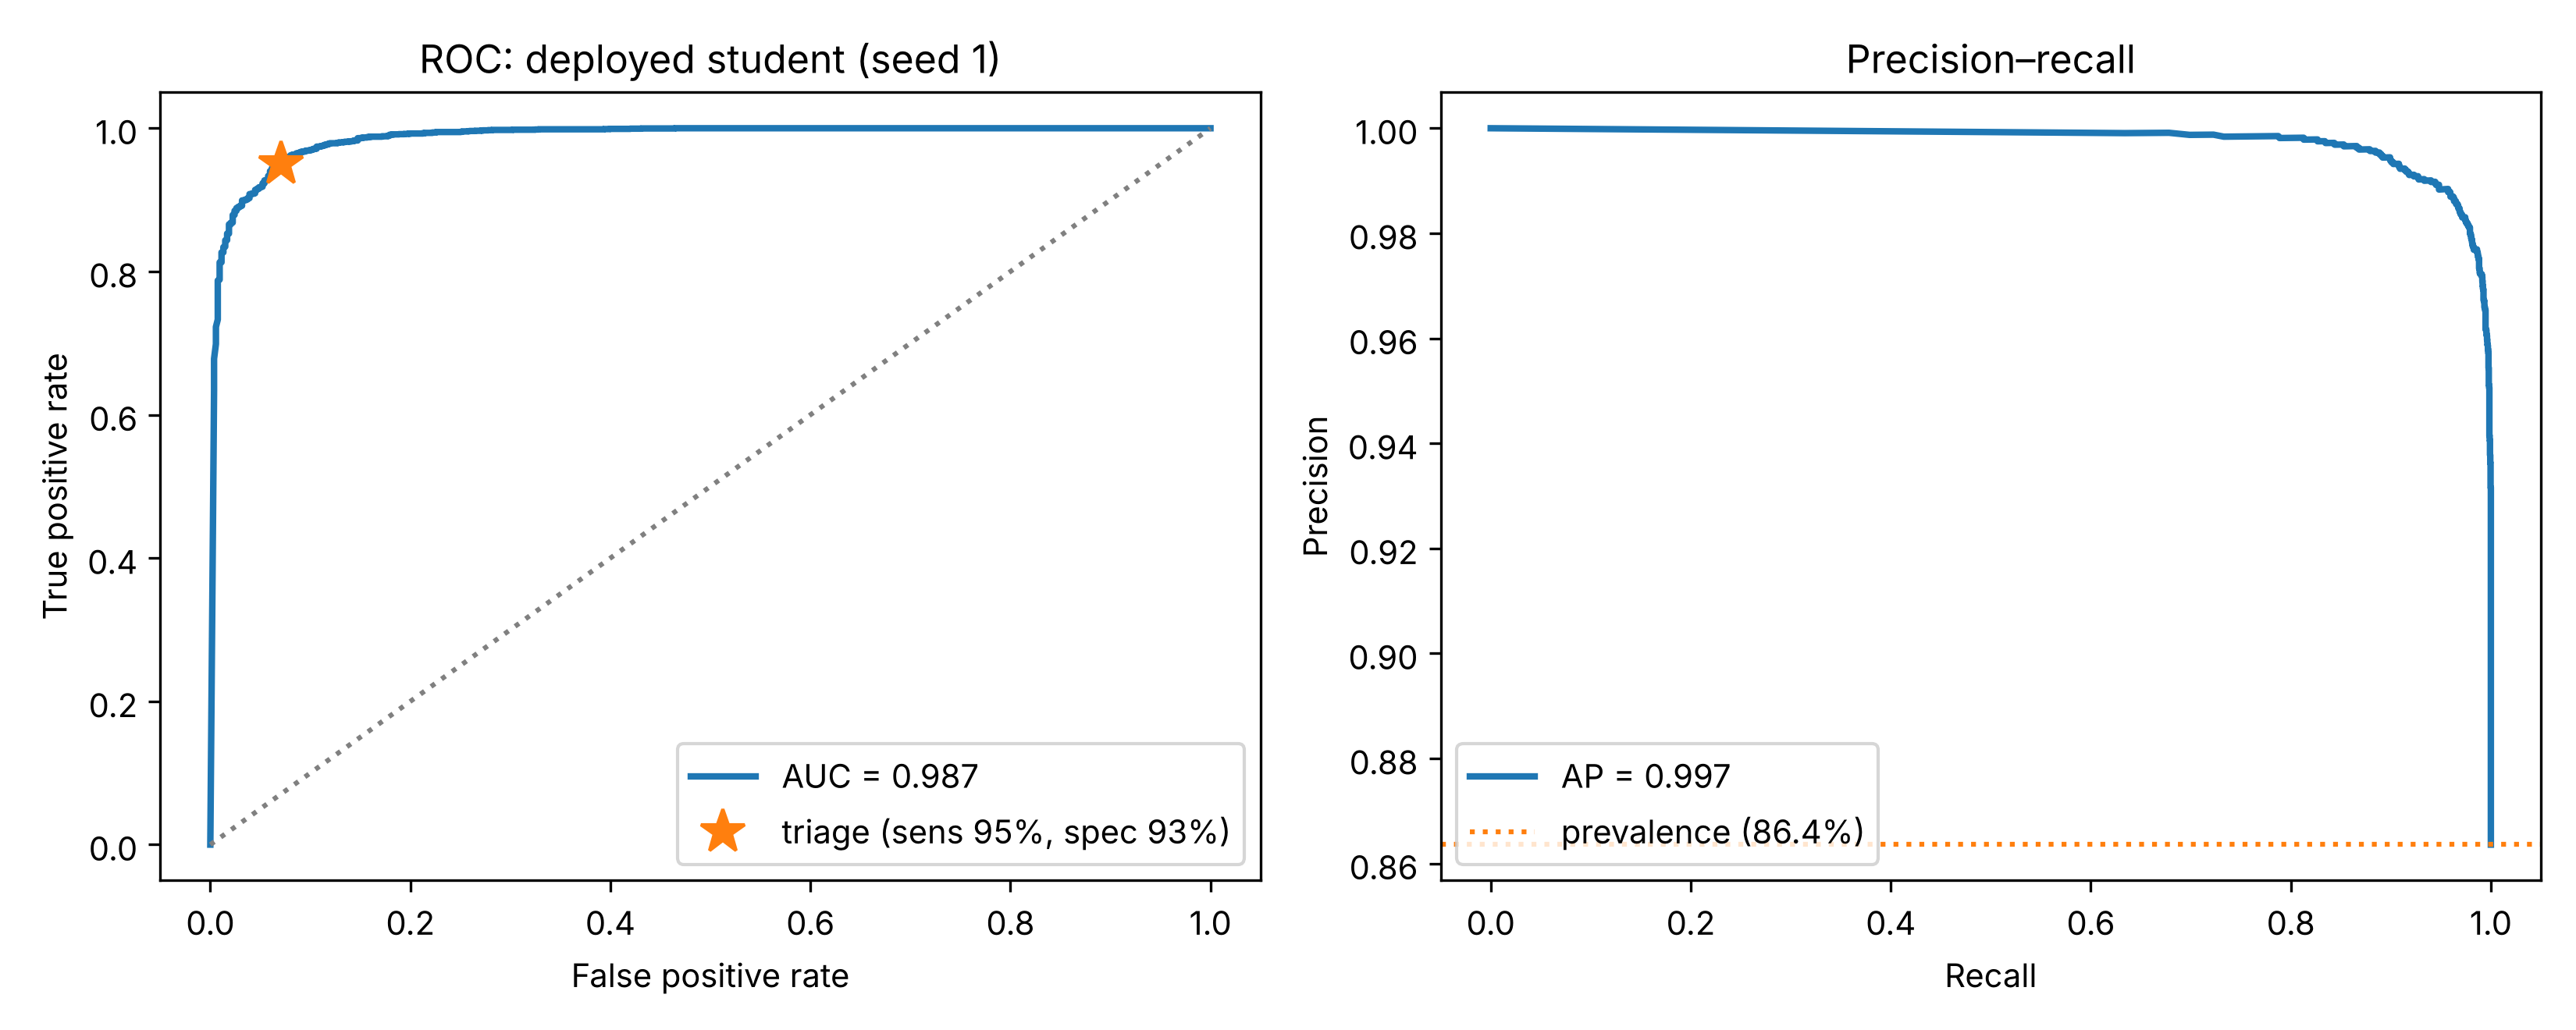 ROC: deployed student (seed 1)
True positive rate
1.0
0.8
0.6
0.4
0.2
0.0
AUC = 0.987
triage (sens 95%, spec 93%)
0.0 0.2 0.4 0.6 0.8 1.0
False positive rate
Precision–recall
Precision
1.00
0.98
0.96
0.94
0.92
0.90
0.88
0.86
AP = 0.997
prevalence (86.4%)
0.0 0.2 0.4 0.6 0.8 1.0
Recall